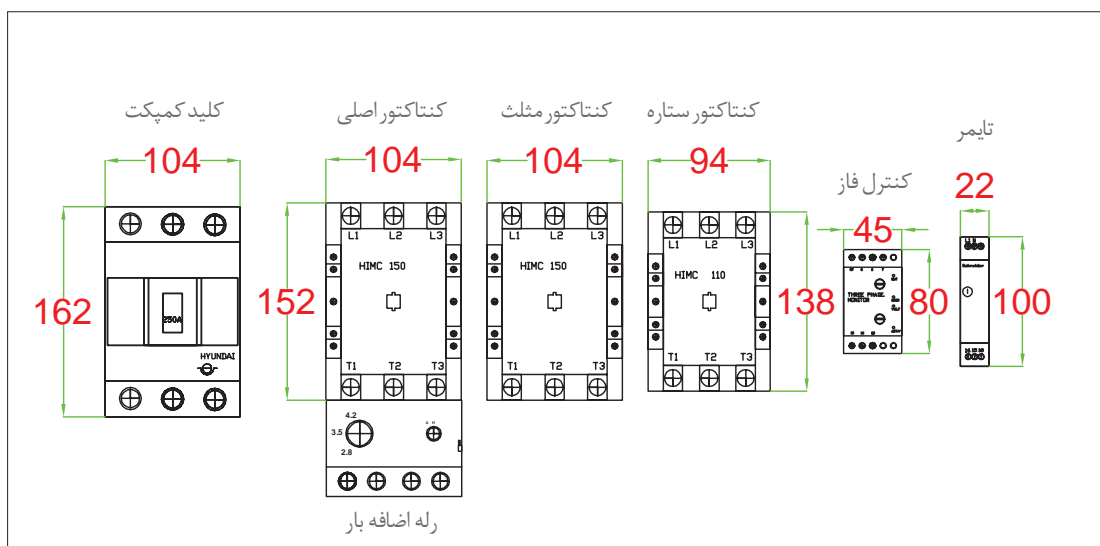 کلید کمپکت
کنتاکتور اصلی
کنتاکتور مثلث
کنتاکتور ستاره
تایمر
کنترل فاز
104
104
104
94
22
45
162
152
138
80
100
250A
HYUNDAI
L1 L2 L3
HIMC 150
T1 T2 T3
L1 L2 L3
HIMC 150
T1 T2 T3
L1 L2 L3
HIMC 110
T1 T2 T3
THREE PHASE
MONITOR
4.2
3.5
2.8
رله اضافه بار